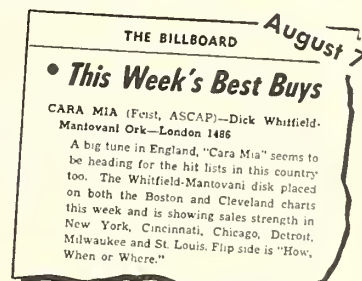 August 7
THE BILLBOARD
• This Week's Best Buys
CARA MIA (Feist, ASCAP)—Dick Whitfield-
Mantovani Ork—London 1486
A big tune in England, "Cara Mia" seems to
be heading for the hit lists in this country
too. The Whitfield-Mantovani disk placed
on both the Boston and Cleveland charts
this week and is showing sales strength in
New York, Cincinnati, Chicago, Detroit,
Milwaukee and St. Louis. Flip side is "How,
When or Where."